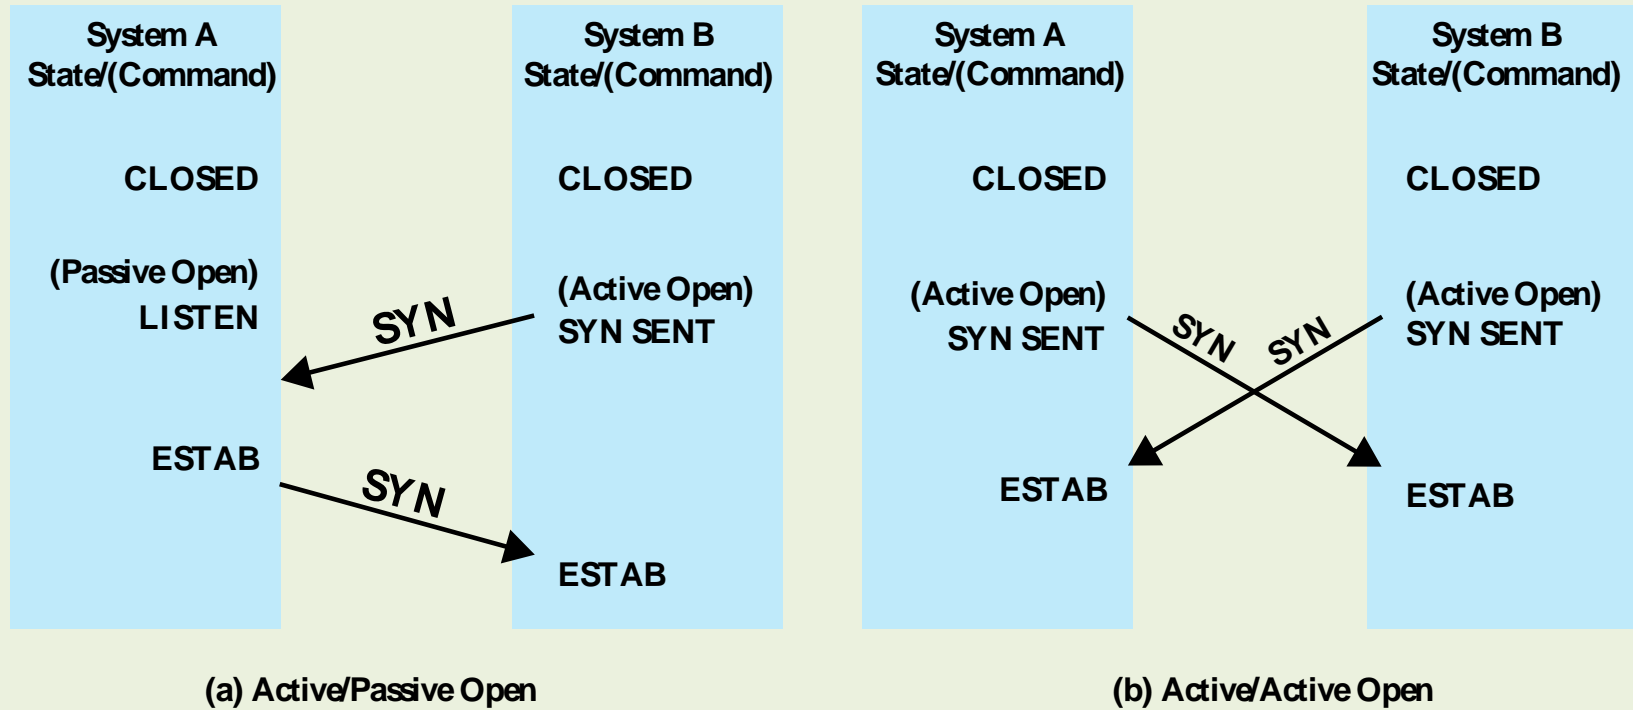 System A
State/(Command)
CLOSED
(Passive Open)
LISTEN
ESTAB
SYN
SYN
System B
State/(Command)
CLOSED
(Active Open)
SYN SENT
ESTAB
(a) Active/Passive Open
System A
State/(Command)
CLOSED
(Active Open)
SYN SENT
ESTAB
SYN
SYN
System B
State/(Command)
CLOSED
(Active Open)
SYN SENT
ESTAB
(b) Active/Active Open